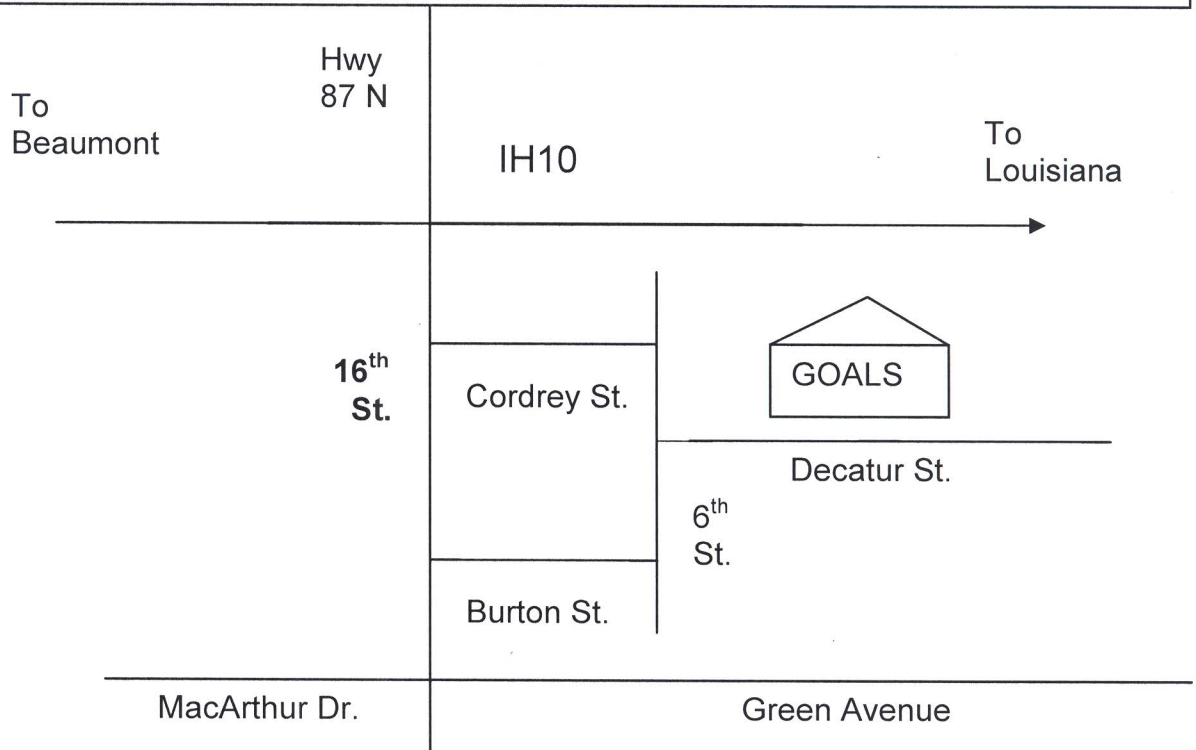 Hwy
87 N
To
Beaumont
To
Louisiana
IH10
16th
St.
GOALS
Cordrey St.
Decatur St.
6th
St.
Burton St.
MacArthur Dr.
Green Avenue